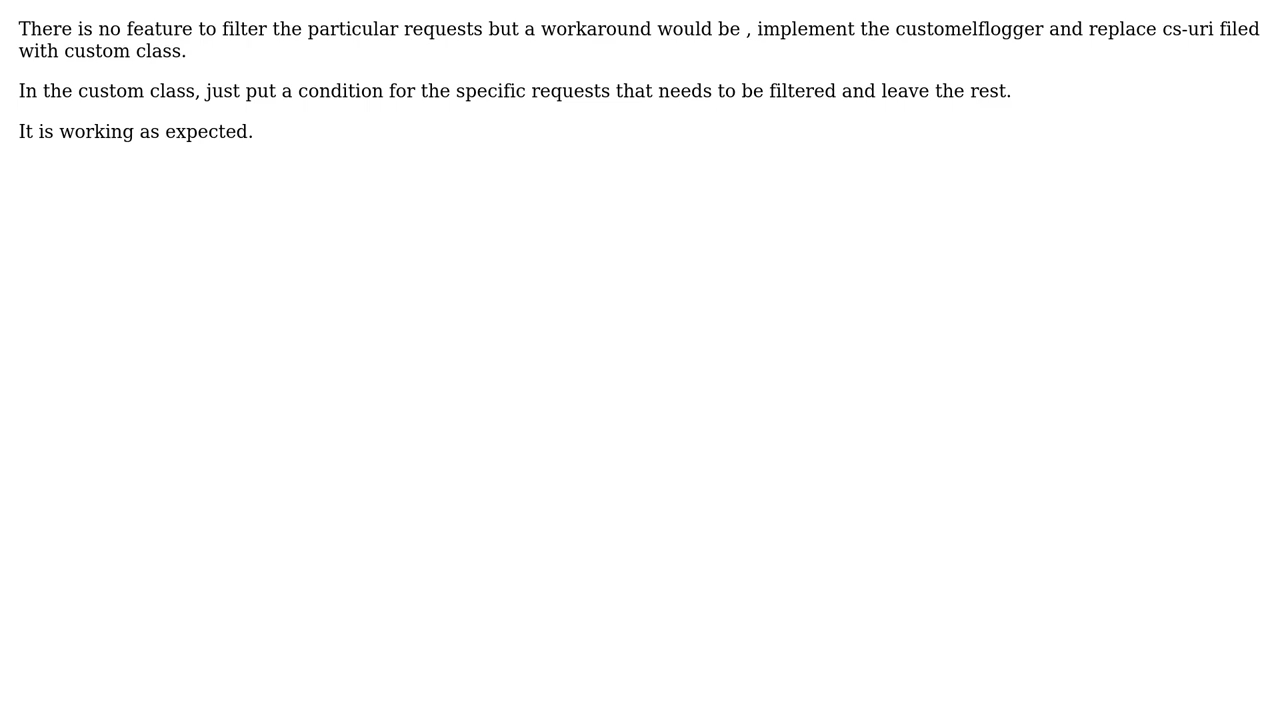 There is no feature to filter the particular requests but a workaround would be , implement the customelflogger and replace cs-uri filed
with custom class.
In the custom class, just put a condition for the specific requests that needs to be filtered and leave the rest.
It is working as expected.